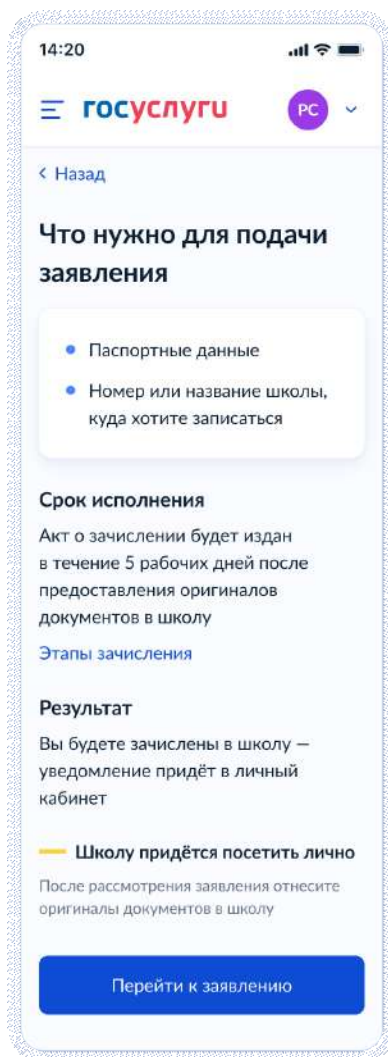 14:20
госуслуги
РС
Назад
Что нужно для подачи
заявления
Паспортные данные
Номер или название школы,
куда хотите записаться
Срок исполнения
Акт о зачислении будет издан
в течение 5 рабочих дней после
предоставления оригиналов
документов в школу
Этапы зачисления
Результат
Вы будете зачислены в школу —
уведомление придёт в личный
кабинет
Школу придётся посетить лично
После рассмотрения заявления отнесите
оригиналы документов в школу
Перейти к заявлению